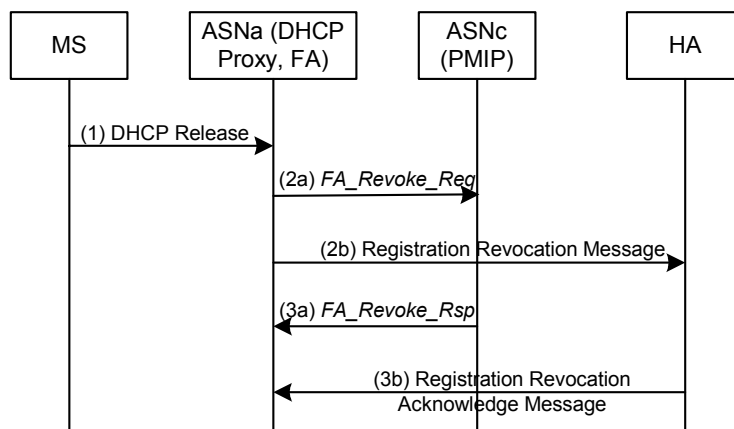 MS
ASNa (DHCP
Proxy, FA)
ASNc
(PMIP)
HA
(1) DHCP Release
(2a) FA_Revoke_Req
(2b) Registration Revocation Message
(3a) FA_Revoke_Rsp
(3b) Registration Revocation
Acknowledge Message